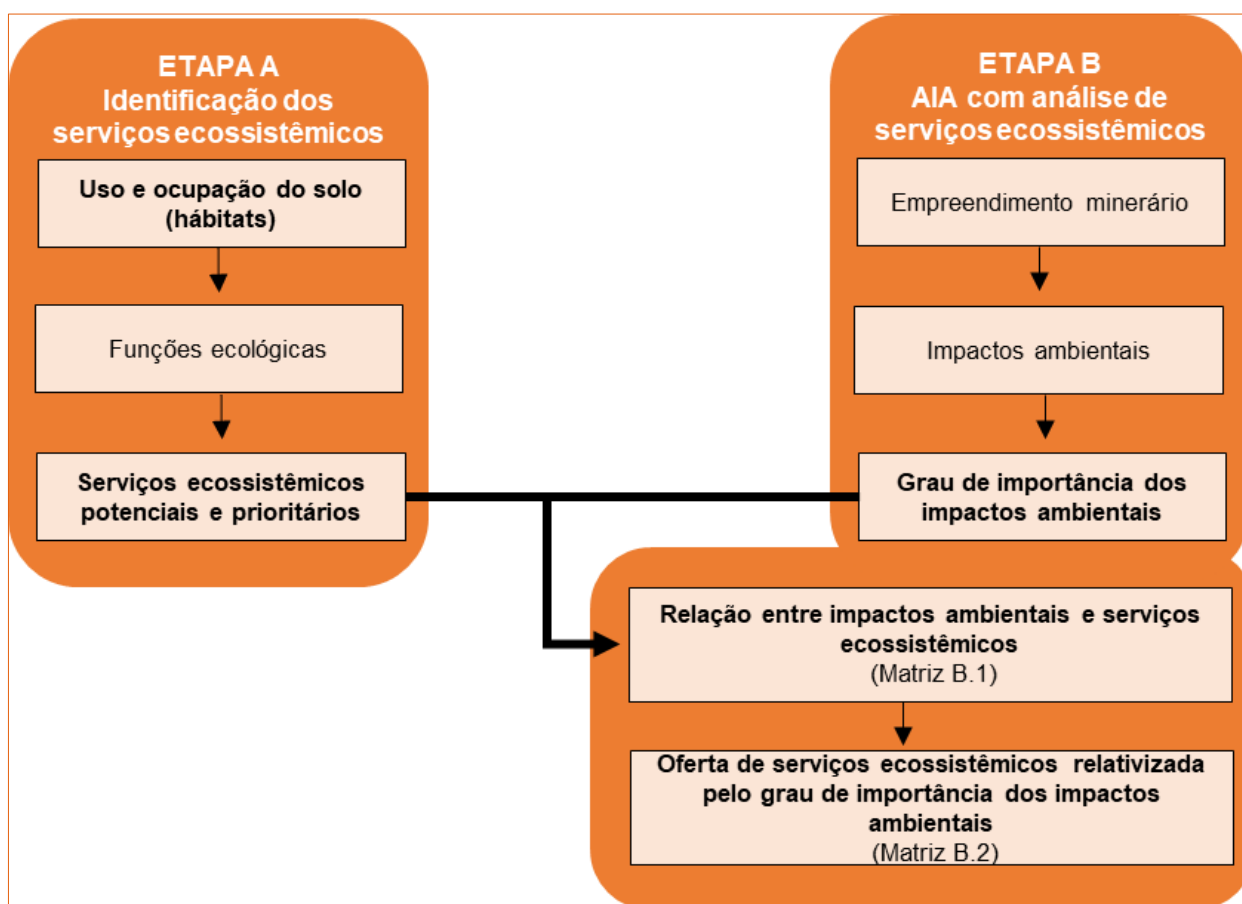 ETAPA A
Identificação dos
serviços ecossistêmicos
Uso e ocupação do solo
(hábitats)
Funções ecológicas
Serviços ecossistêmicos
potenciais e prioritários
ETAPA B
AIA com análise de
serviços ecossistêmicos
Empreendimento minerário
Impactos ambientais
Grau de importância dos
impactos ambientais
Relação entre impactos ambientais e serviços
ecossistêmicos
(Matriz B.1)
Oferta de serviços ecossistêmicos relativizada
pelo grau de importância dos impactos
ambientais
(Matriz B.2)